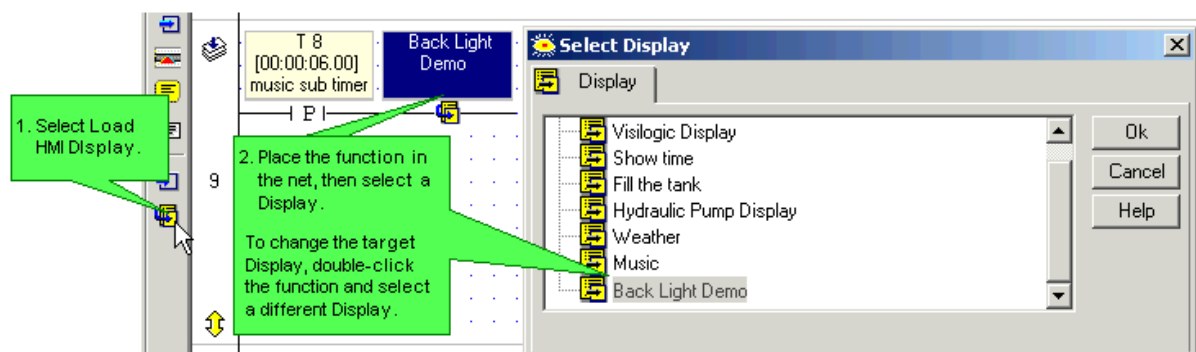 T 8
[00:00:06.00]
music sub timer
Back Light
Demo
P
9
1. Select Load
HMI DIsplay.
2. Place the function in
the net, then select a
Display.
To change the target
Display, double-click
the function and select
a different Display.
Select Display
Display
Visilogic Display
Show time
Fill the tank
Hydraulic Pump Display
Weather
Music
Back Light Demo
Ok
Cancel
Help